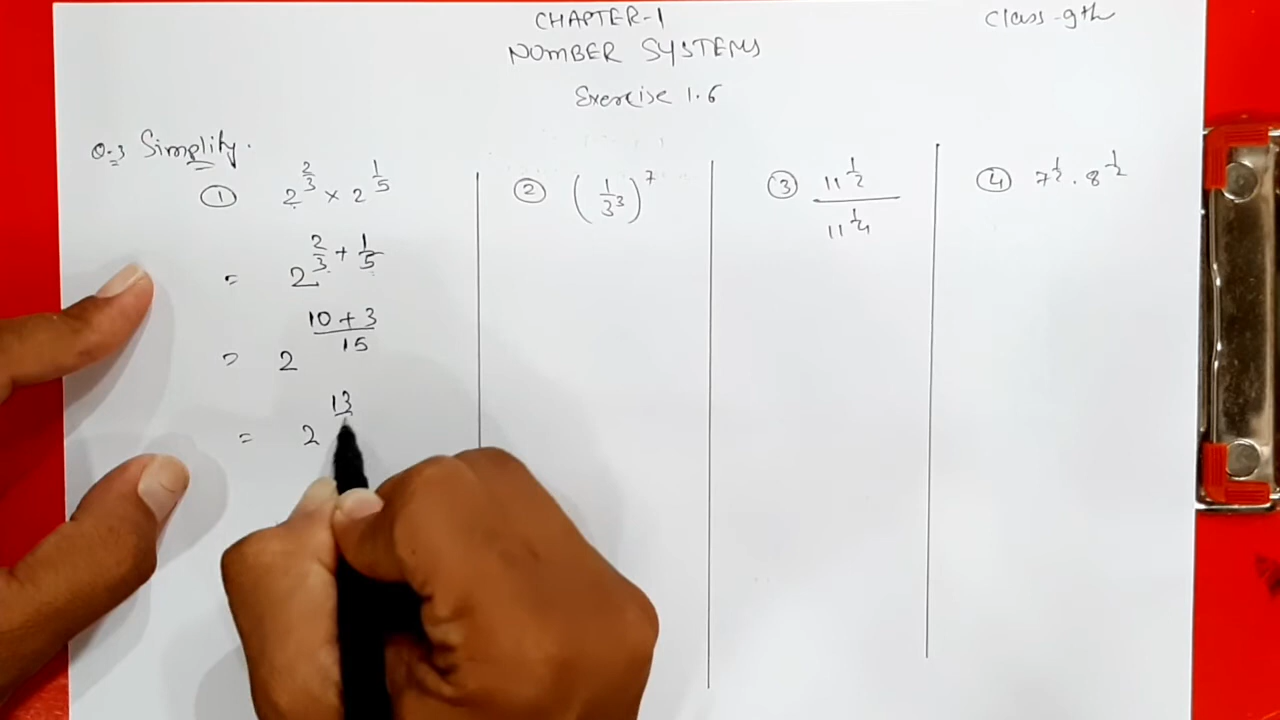 CHAPTER-1
NUMBER SYSTEMS
Class-9th
Exercise 1.6
Q-3 Simplify.
① 2^(2/3) × 2^(1/5)
= 2^(2/3 + 1/5)
= 2^((10 + 3)/15)
= 2^(13/
② (1/3³)⁷
③ 11^(1/2) / 11^(1/4)
④ 7^(1/2) . 8^(1/2)